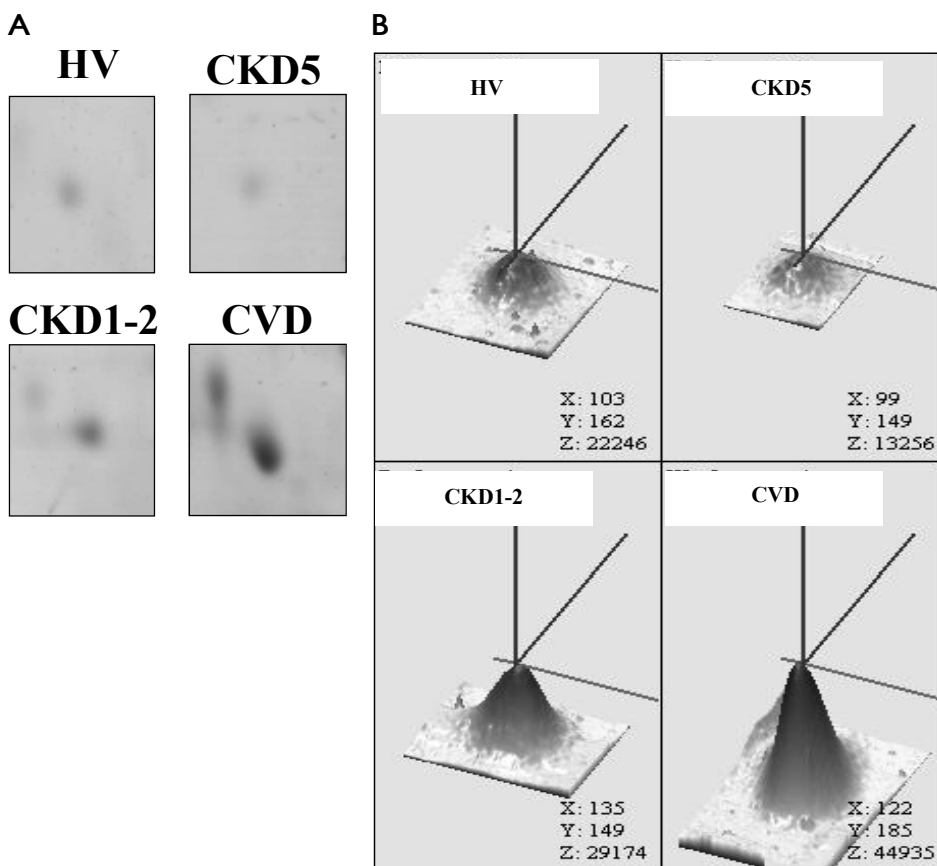 A
HV
CKD5
CKD1-2
CVD
B
HV
X: 103
Y: 162
Z: 22246
CKD5
X: 99
Y: 149
Z: 13256
CKD1-2
X: 135
Y: 149
Z: 29174
CVD
X: 122
Y: 185
Z: 44935